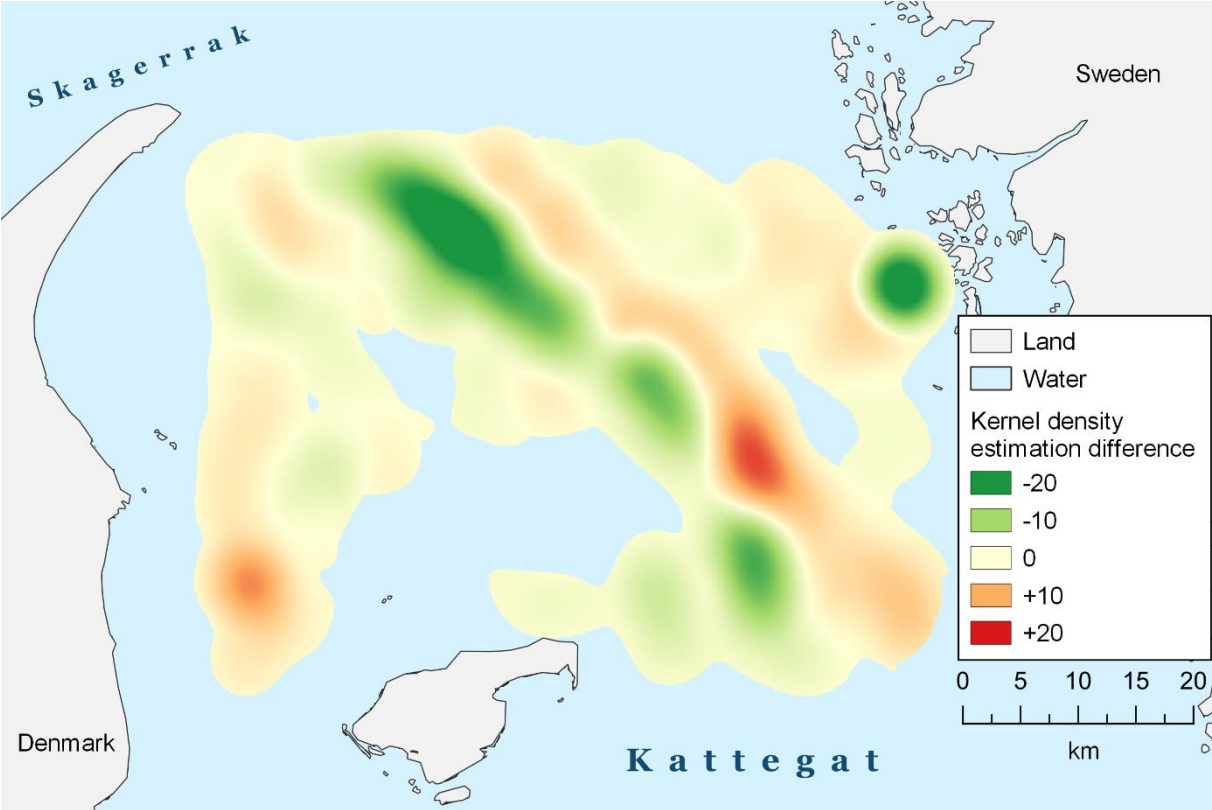 Skagerrak
Sweden
Land
Water
Kernel density
estimation difference
-20
-10
0
+10
+20
0 5 10 15 20
km
Denmark
Kattegat